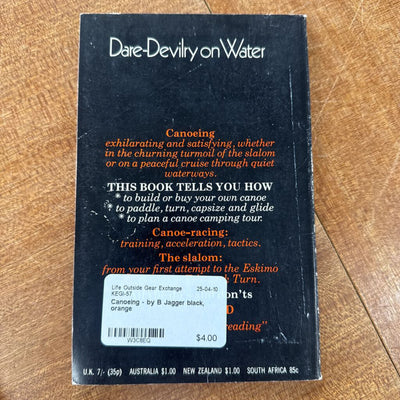 Dare-Devilry on Water
Canoeing
exhilarating and satisfying, whether
in the churning turmoil of the slalom
or on a peaceful cruise through quiet
waterways.
THIS BOOK TELLS YOU HOW
*to build or buy your own canoe
*to paddle, turn, capsize and glide
*to plan a canoe camping tour.
Canoe-racing:
training, acceleration, tactics.
The slalom:
from your first attempt to the Eskimo
Turn.
Life Outside Gear Exchange 25-04-10
KEGI-57
Canoeing - by B Jagger black,
orange
$4.00
W3C8EQ
on'ts
D
reading"
U.K. 7/- (35p) AUSTRALIA $1.00 NEW ZEALAND $1.00 SOUTH AFRICA 85c